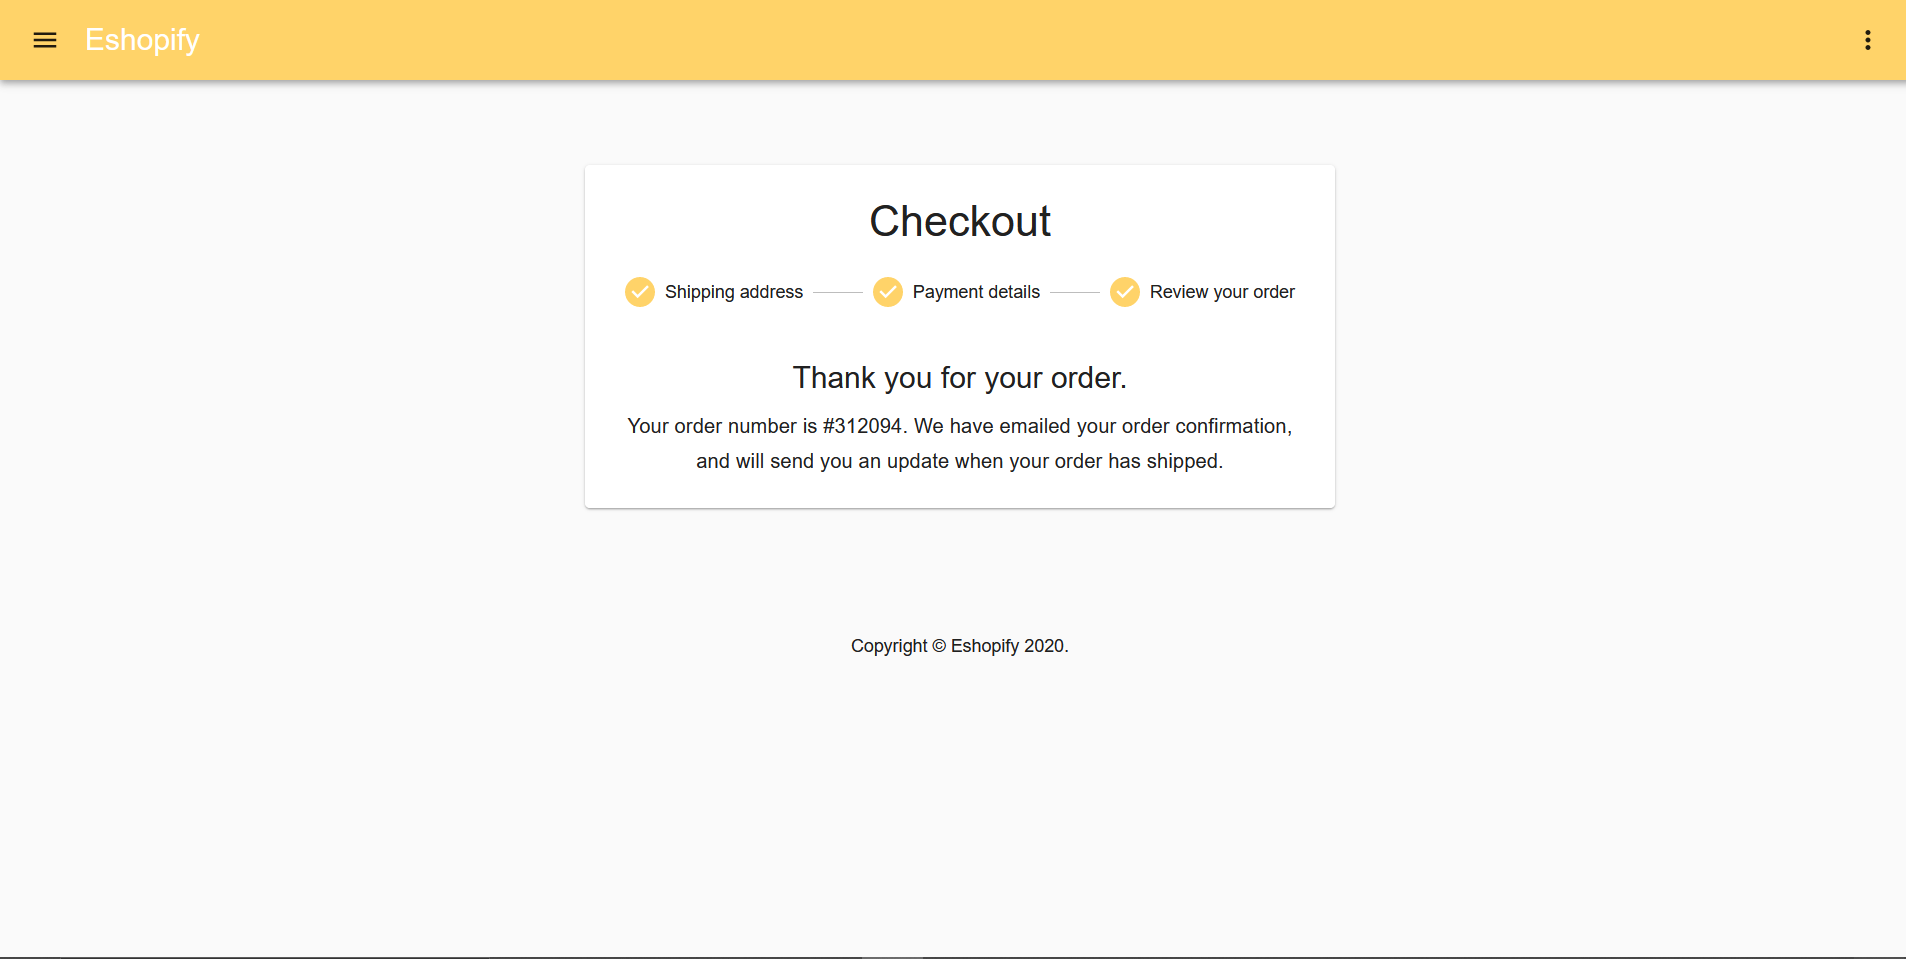 Eshopify
Checkout
Shipping address
Payment details
Review your order
Thank you for your order.
Your order number is #312094. We have emailed your order confirmation,
and will send you an update when your order has shipped.
Copyright © Eshopify 2020.